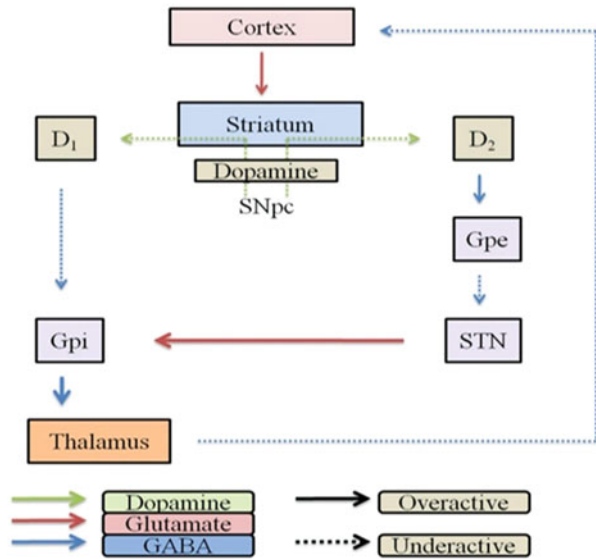 Cortex
Striatum
D₁
D₂
Dopamine
SNpc
Gpe
Gpi
STN
Thalamus
Dopamine
Glutamate
GABA
Overactive
Underactive